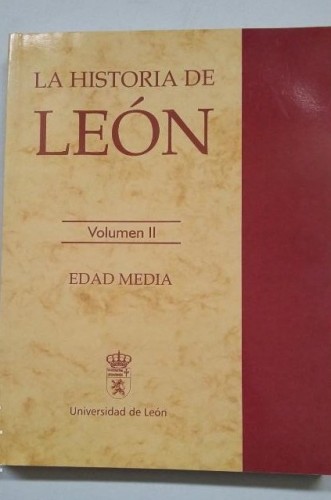 LA HISTORIA DE
LEÓN
Volumen II
EDAD MEDIA
Universidad de León